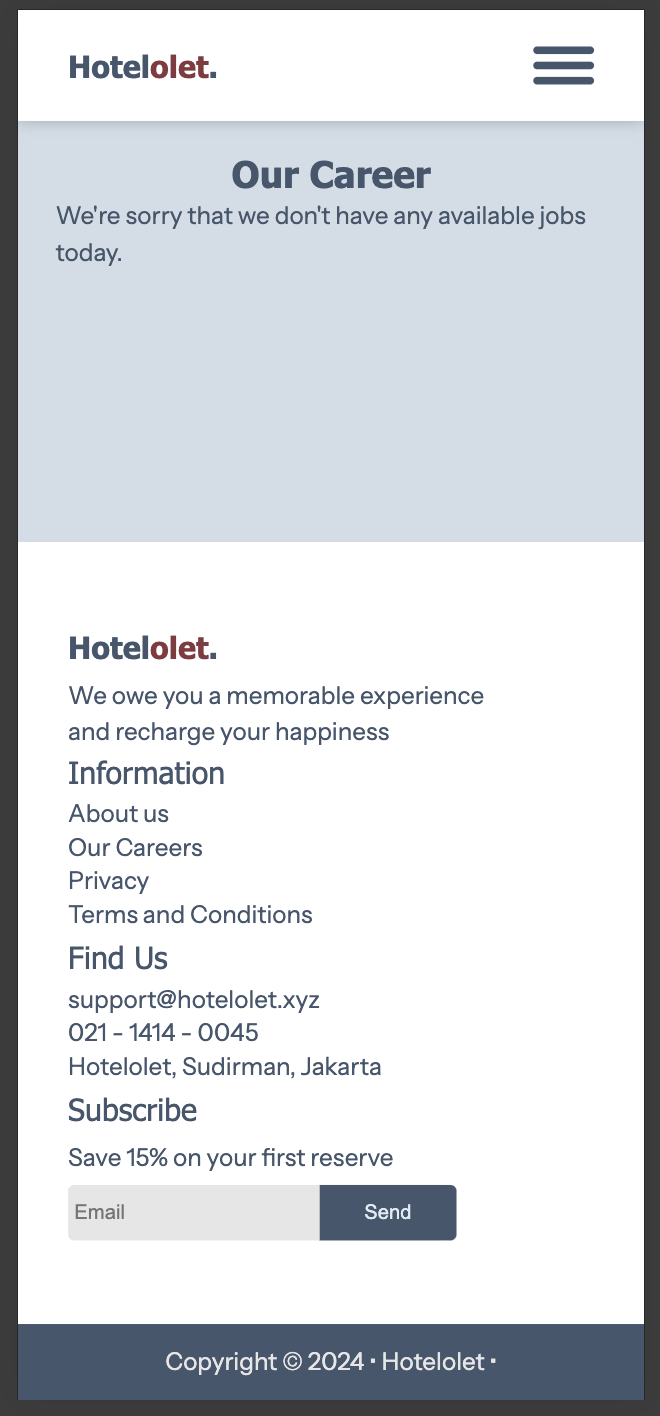 Hotelolet.
Our Career
We're sorry that we don't have any available jobs
today.
Hotelolet.
We owe you a memorable experience
and recharge your happiness
Information
About us
Our Careers
Privacy
Terms and Conditions
Find Us
support@hotelolet.xyz
021 - 1414 - 0045
Hotelolet, Sudirman, Jakarta
Subscribe
Save 15% on your first reserve
Email Send
Copyright © 2024 • Hotelolet •